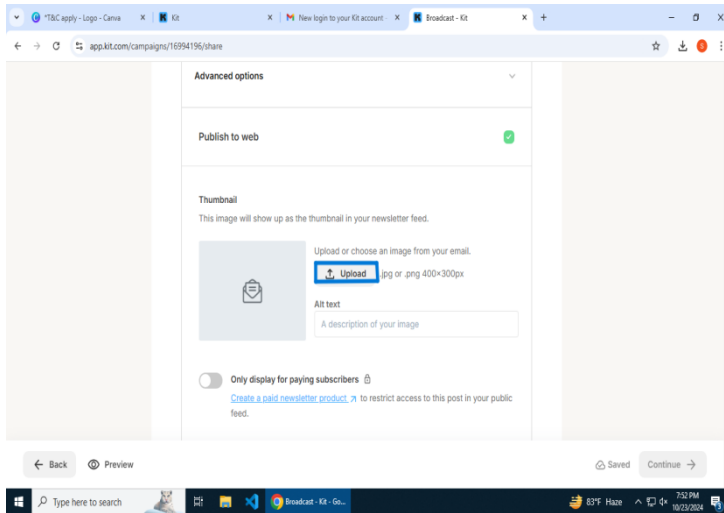 *T&C apply - Logo - Canva
Kit
New login to your Kit account -
Broadcast - Kit
app.kit.com/campaigns/16994196/share
S
Advanced options
Publish to web
Thumbnail
This image will show up as the thumbnail in your newsletter feed.
Upload or choose an image from your email.
Upload .jpg or .png 400×300px
Alt text
A description of your image
Only display for paying subscribers
Create a paid newsletter product to restrict access to this post in your public
feed.
Back Preview Saved Continue
Type here to search
Broadcast - Kit - Go...
83°F Haze
7:52 PM
10/23/2024